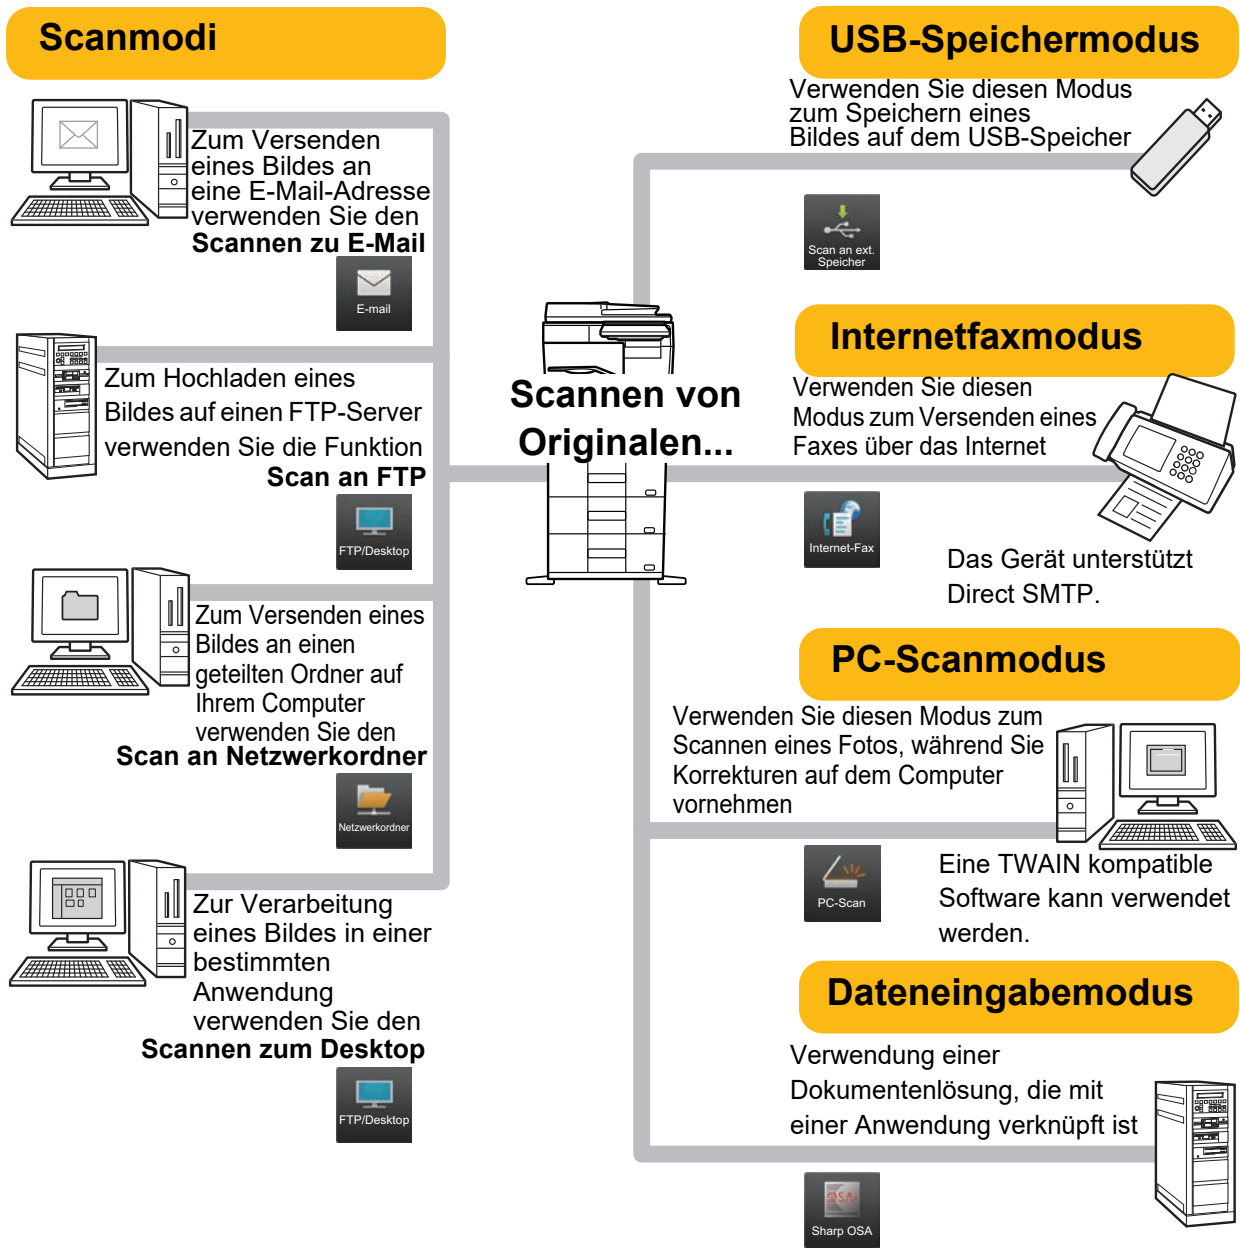 Scanmodi
Zum Versenden
eines Bildes an
eine E-Mail-Adresse
verwenden Sie den
Scannen zu E-Mail
E-mail
Zum Hochladen eines
Bildes auf einen FTP-Server
verwenden Sie die Funktion
Scan an FTP
FTP/Desktop
Zum Versenden eines
Bildes an einen
geteilten Ordner auf
Ihrem Computer
verwenden Sie den
Scan an Netzwerkordner
Netzwerkordner
Zur Verarbeitung
eines Bildes in einer
bestimmten
Anwendung
verwenden Sie den
Scannen zum Desktop
FTP/Desktop
Scannen von
Originalen...
USB-Speichermodus
Verwenden Sie diesen Modus
zum Speichern eines
Bildes auf dem USB-Speicher
Scan an ext.
Speicher
Internetfaxmodus
Verwenden Sie diesen
Modus zum Versenden eines
Faxes über das Internet
Internet-Fax
Das Gerät unterstützt
Direct SMTP.
PC-Scanmodus
Verwenden Sie diesen Modus zum
Scannen eines Fotos, während Sie
Korrekturen auf dem Computer
vornehmen
PC-Scan
Eine TWAIN kompatible
Software kann verwendet
werden.
Dateneingabemodus
Verwendung einer
Dokumentenlösung, die mit
einer Anwendung verknüpft ist
OSA
Sharp OSA